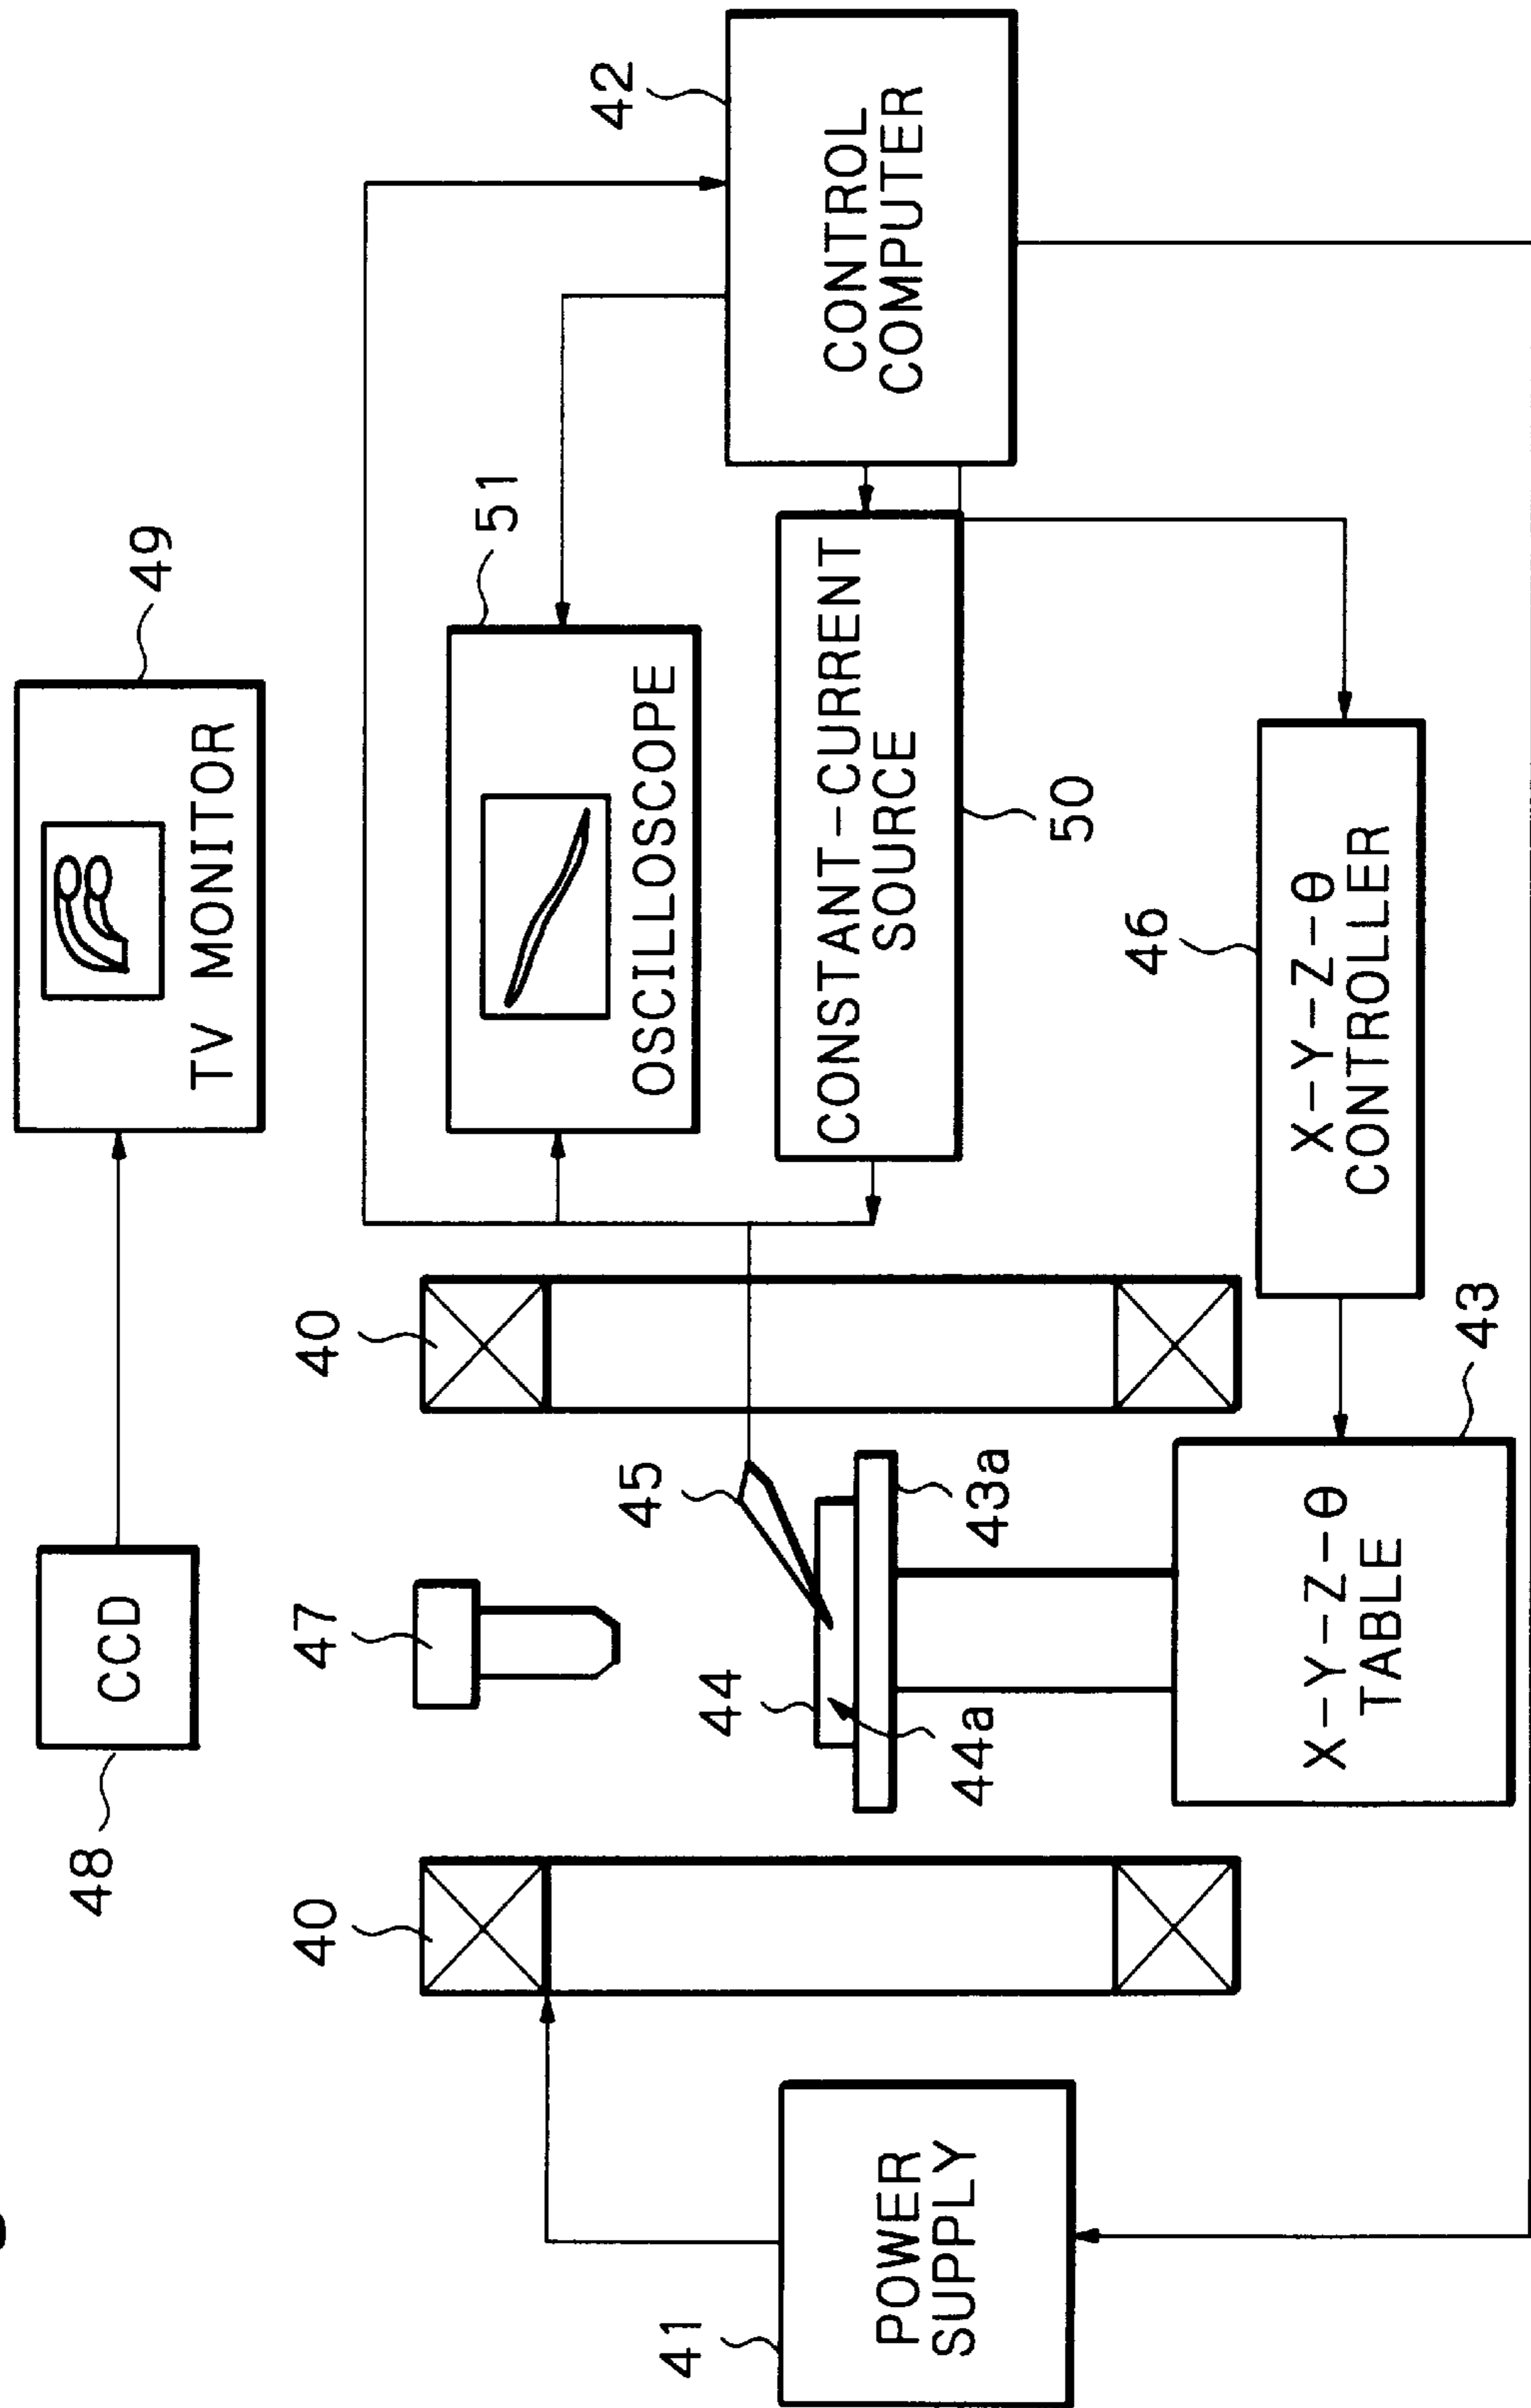 48
CCD
49
TV MONITOR
40
47
40
51
42
45
OSCILLOSCOPE
41
44
CONSTANT-CURRENT
SOURCE
CONTROL
COMPUTER
POWER
SUPPLY
44a
43a
50
46
X-Y-Z-θ
CONTROLLER
X-Y-Z-θ
TABLE
43